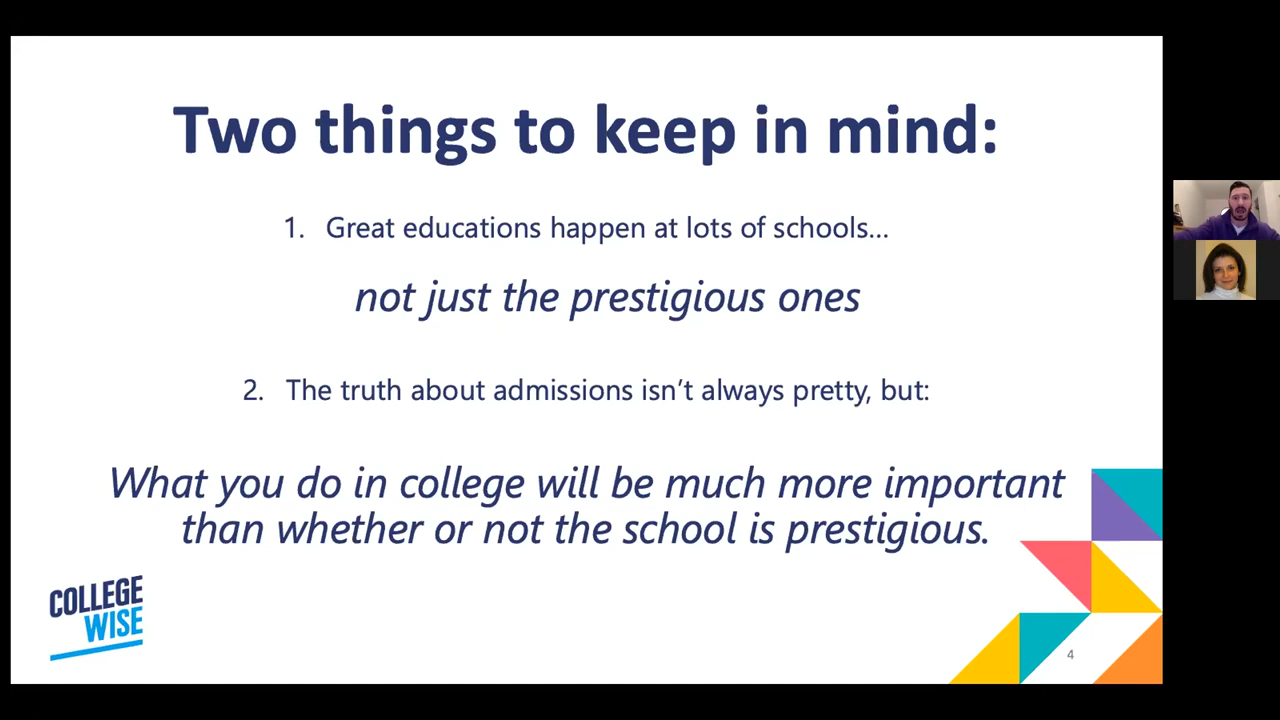 Two things to keep in mind:
1. Great educations happen at lots of schools...
not just the prestigious ones
2. The truth about admissions isn’t always pretty, but:
What you do in college will be much more important
than whether or not the school is prestigious.
COLLEGE
WISE
4